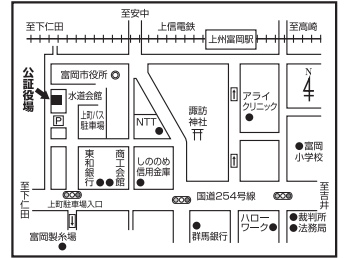 至安中
至下仁田
上信電鉄
至高崎
上州富岡駅
公証役場
富岡市役所
水道会館
P
上町バス
駐車場
NTT
諏訪
神社
アライ
クリニック
N
富岡
小学校
東和銀行
商工会館
しののめ
信用金庫
至下仁田
国道254号線
至吉井
上町駐車場入口
富岡製糸場
群馬銀行
ハロー
ワーク
裁判所
法務局